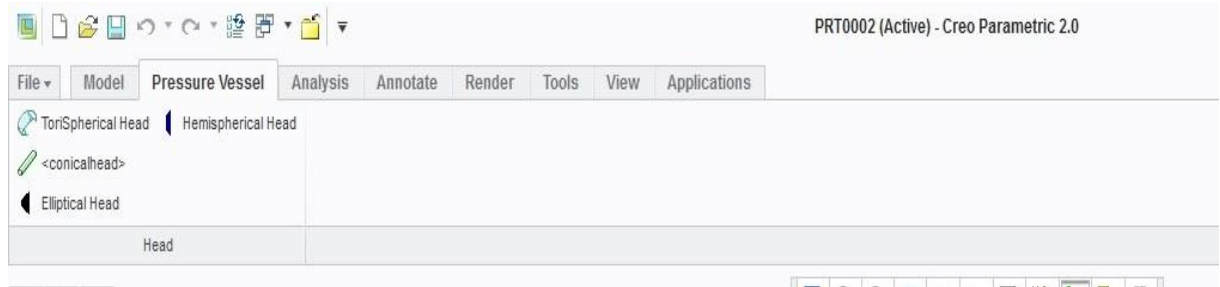 PRT0002 (Active) - Creo Parametric 2.0
File Model Pressure Vessel Analysis Annotate Render Tools View Applications
ToriSpherical Head Hemispherical Head
<conicalhead>
Elliptical Head
Head